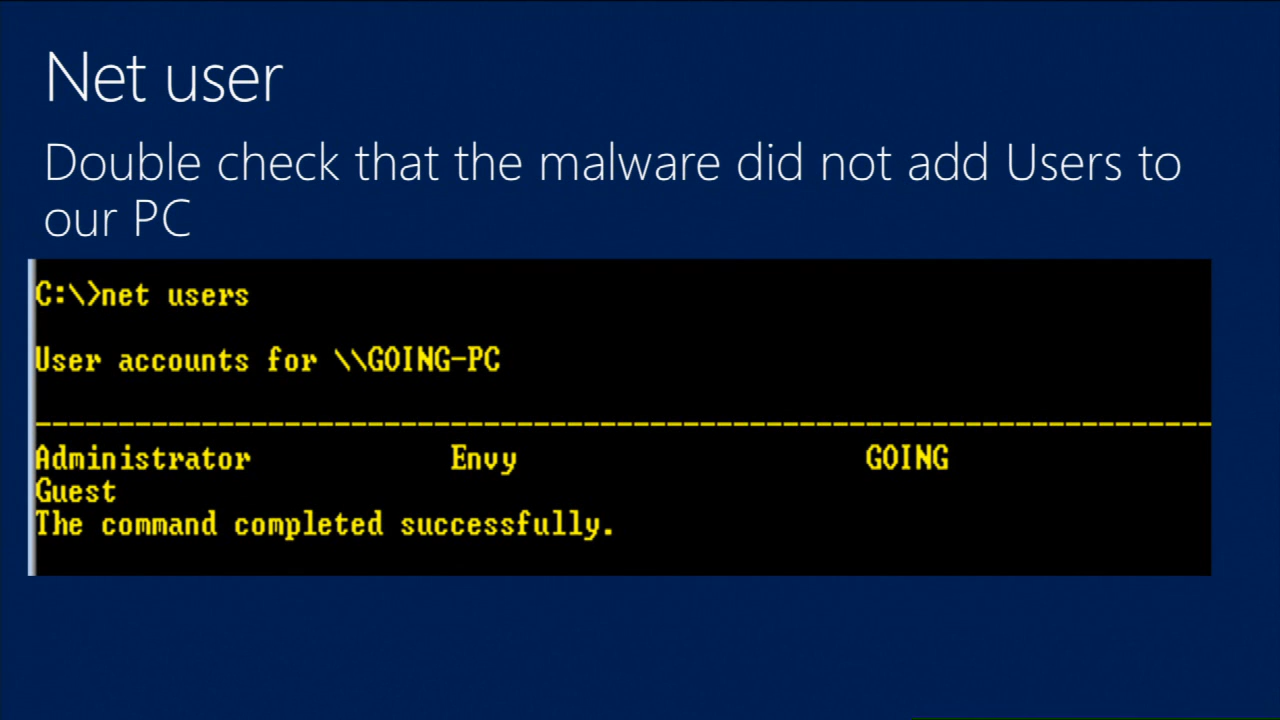 Net user
Double check that the malware did not add Users to
our PC
C:\>net users
User accounts for \\GOING-PC
-------------------------------------------------------------------------------
Administrator Envy GOING
Guest
The command completed successfully.